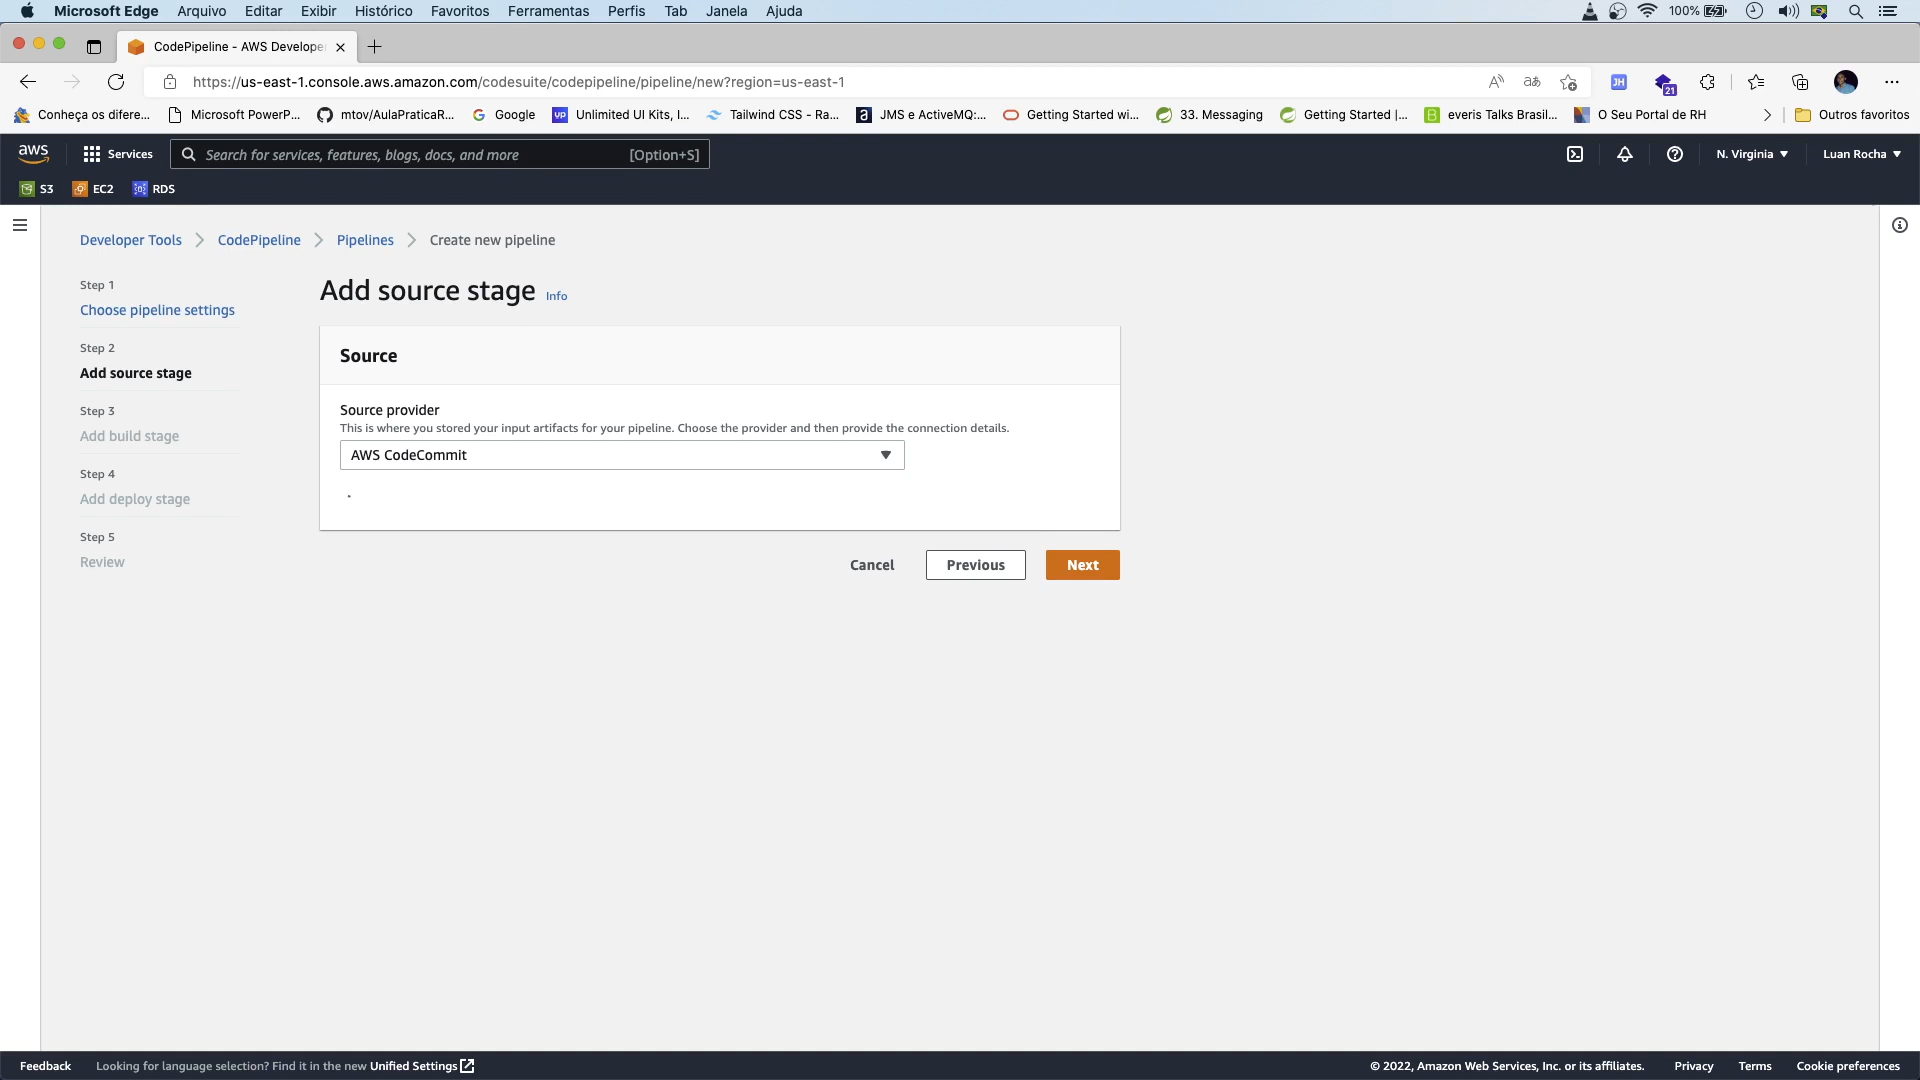 Microsoft Edge Arquivo Editar Exibir Histórico Favoritos Ferramentas Perfis Tab Janela Ajuda 100%
CodePipeline - AWS Develope
https://us-east-1.console.aws.amazon.com/codesuite/codepipeline/pipeline/new?region=us-east-1 JH 21
Conheça os difere... Microsoft PowerP... mtov/AulaPraticaR... Google Unlimited UI Kits, I... Tailwind CSS - Ra... JMS e ActiveMQ:... Getting Started wi... 33. Messaging Getting Started |... everis Talks Brasil... O Seu Portal de RH Outros favoritos
aws Services Search for services, features, blogs, docs, and more [Option+S] N. Virginia Luan Rocha
S3 EC2 RDS
Developer Tools CodePipeline Pipelines Create new pipeline
Step 1
Choose pipeline settings
Step 2
Add source stage
Step 3
Add build stage
Step 4
Add deploy stage
Step 5
Review
Add source stage Info
Source
Source provider
This is where you stored your input artifacts for your pipeline. Choose the provider and then provide the connection details.
AWS CodeCommit
Cancel Previous Next
Feedback Looking for language selection? Find it in the new Unified Settings © 2022, Amazon Web Services, Inc. or its affiliates. Privacy Terms Cookie preferences